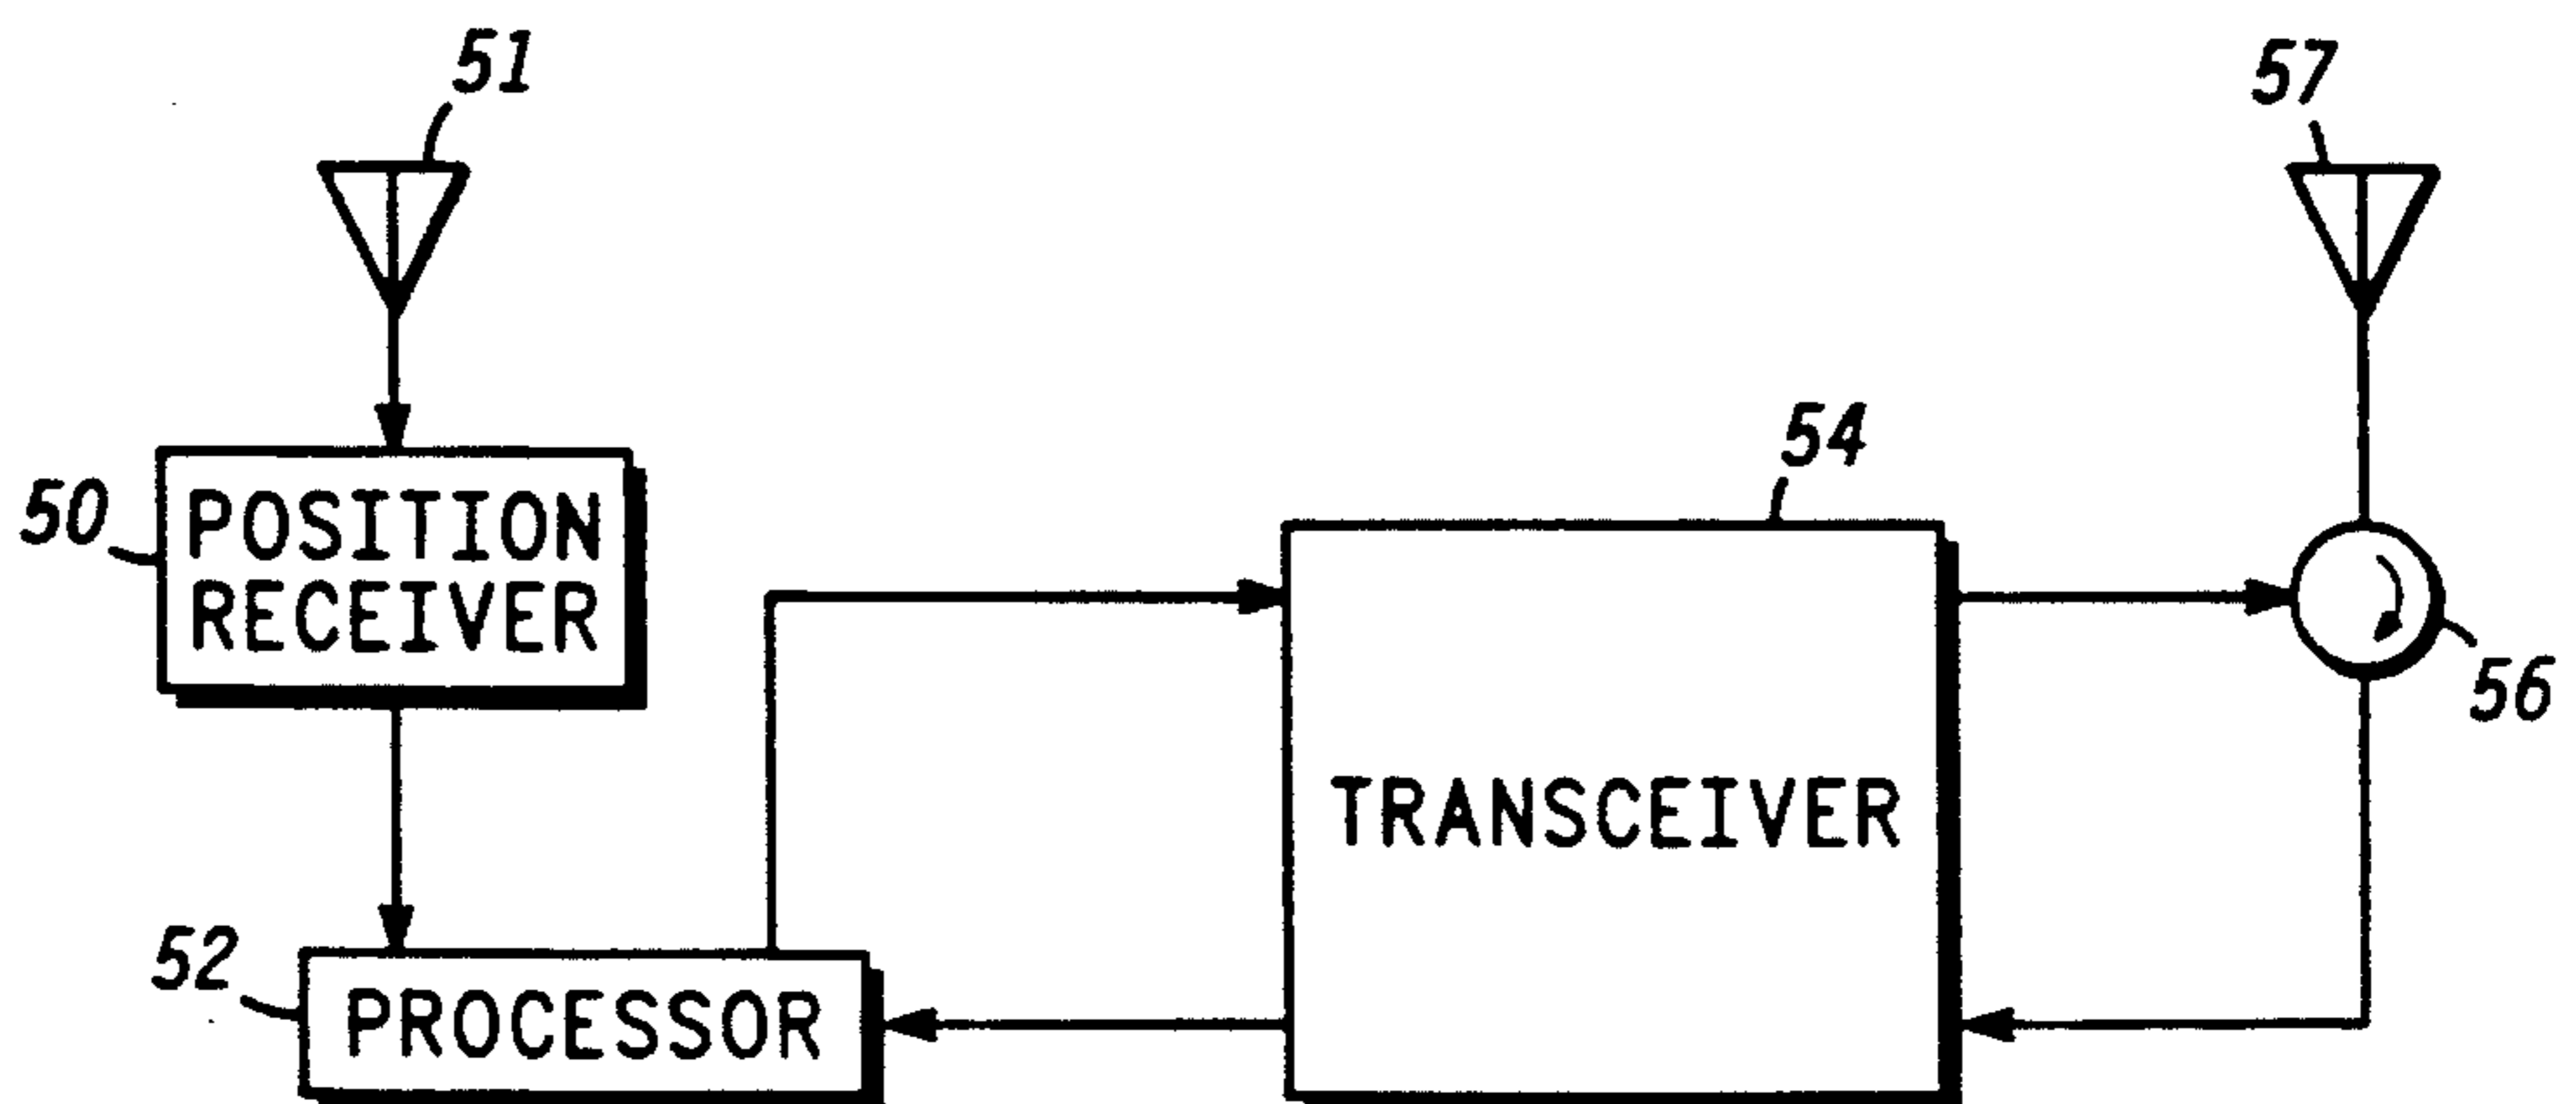 51
57
54
50
POSITION
RECEIVER
56
TRANSCEIVER
52
PROCESSOR